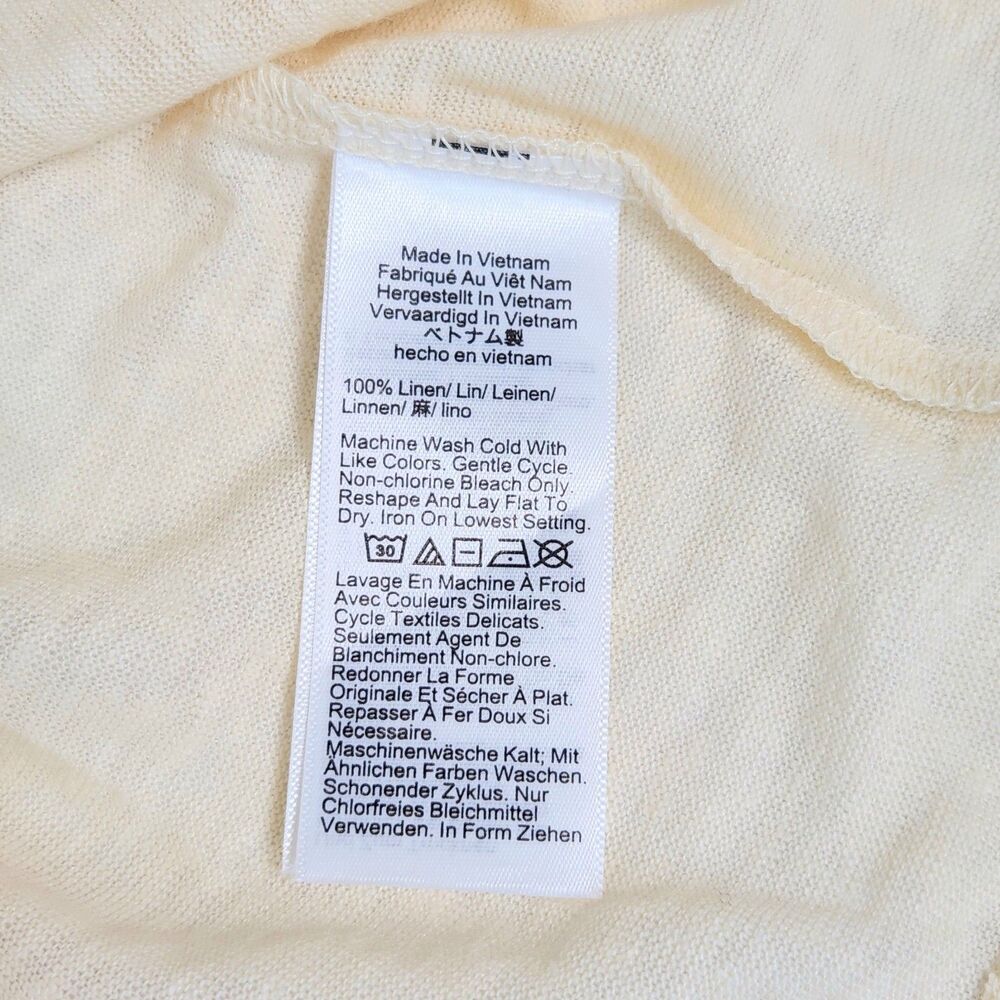 Made In Vietnam
Fabriqué Au Viêt Nam
Hergestellt In Vietnam
Vervaardigd In Vietnam
ベトナム製
hecho en vietnam
100% Linen/ Lin/ Leinen/
Linnen/ 麻/ lino
Machine Wash Cold With
Like Colors. Gentle Cycle.
Non-chlorine Bleach Only.
Reshape And Lay Flat To
Dry. Iron On Lowest Setting.
30
Lavage En Machine À Froid
Avec Couleurs Similaires.
Cycle Textiles Delicats.
Seulement Agent De
Blanchiment Non-chlore.
Redonner La Forme
Originale Et Sécher À Plat.
Repasser À Fer Doux Si
Nécessaire.
Maschinenwäsche Kalt; Mit
Ähnlichen Farben Waschen.
Schonender Zyklus. Nur
Chlorfreies Bleichmittel
Verwenden. In Form Ziehen